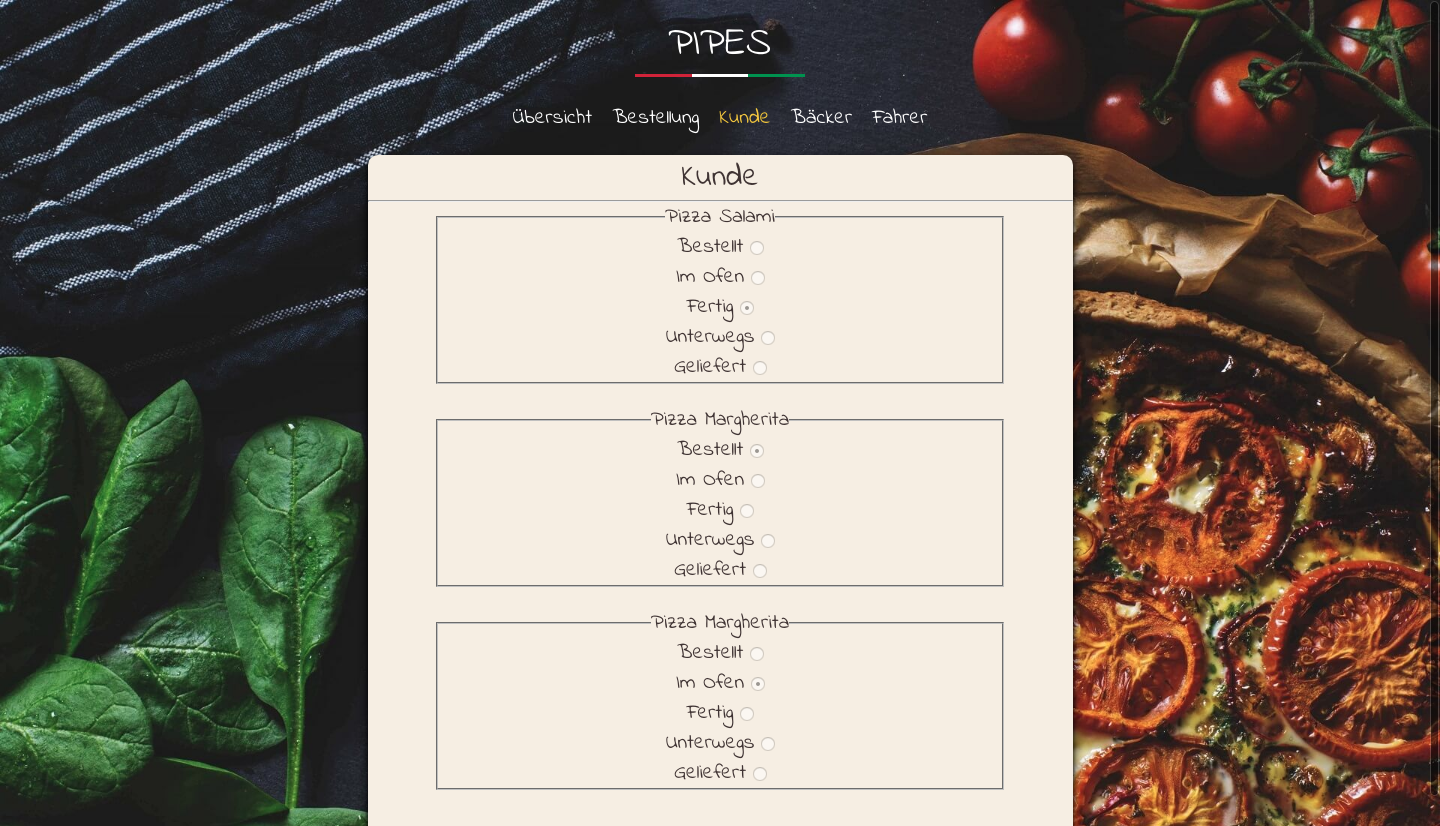 PIPES
Übersicht Bestellung Kunde Bäcker Fahrer
Kunde
Pizza Salami
Bestellt
Im Ofen
Fertig
Unterwegs
Geliefert
Pizza Margherita
Bestellt
Im Ofen
Fertig
Unterwegs
Geliefert
Pizza Margherita
Bestellt
Im Ofen
Fertig
Unterwegs
Geliefert